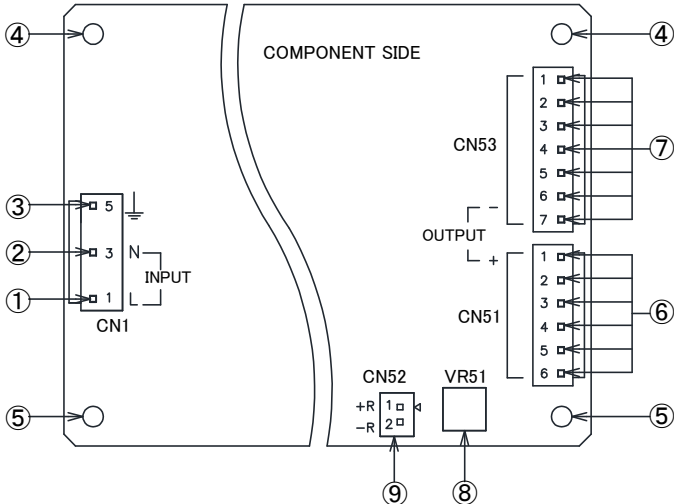 ④ ④
COMPONENT SIDE
CN53
1
2
3
4
5
6
7
⑦
③ 5
② 3 N
INPUT
① 1 L
CN1
OUTPUT
-
+
CN51
1
2
3
4
5
6
⑥
CN52 VR51
+R 1
-R 2
⑤ ⑤
⑨ ⑧